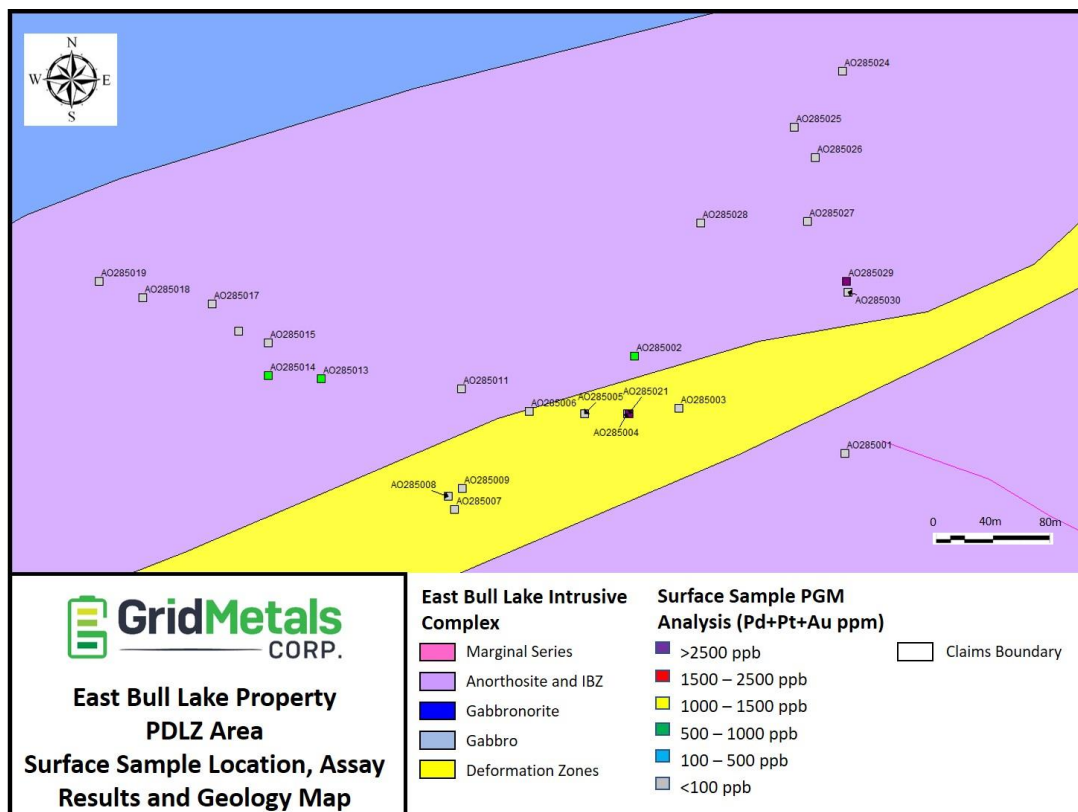 N
W E
S
AO285024
AO285025
AO285026
AO285028
AO285027
AO285019
AO285018
AO285017
AO285029
AO285030
AO285015
AO285002
AO285014
AO285013
AO285011
AO285005
AO285021
AO285006
AO285003
AO285004
AO285001
AO285009
AO285008
AO285007
0 40m 80m
GridMetals
CORP.
East Bull Lake Property
PDLZ Area
Surface Sample Location, Assay
Results and Geology Map
East Bull Lake Intrusive
Complex
Marginal Series
Anorthosite and IBZ
Gabbronorite
Gabbro
Deformation Zones
Surface Sample PGM
Analysis (Pd+Pt+Au ppm)
>2500 ppb
1500 – 2500 ppb
1000 – 1500 ppb
500 – 1000 ppb
100 – 500 ppb
<100 ppb
Claims Boundary